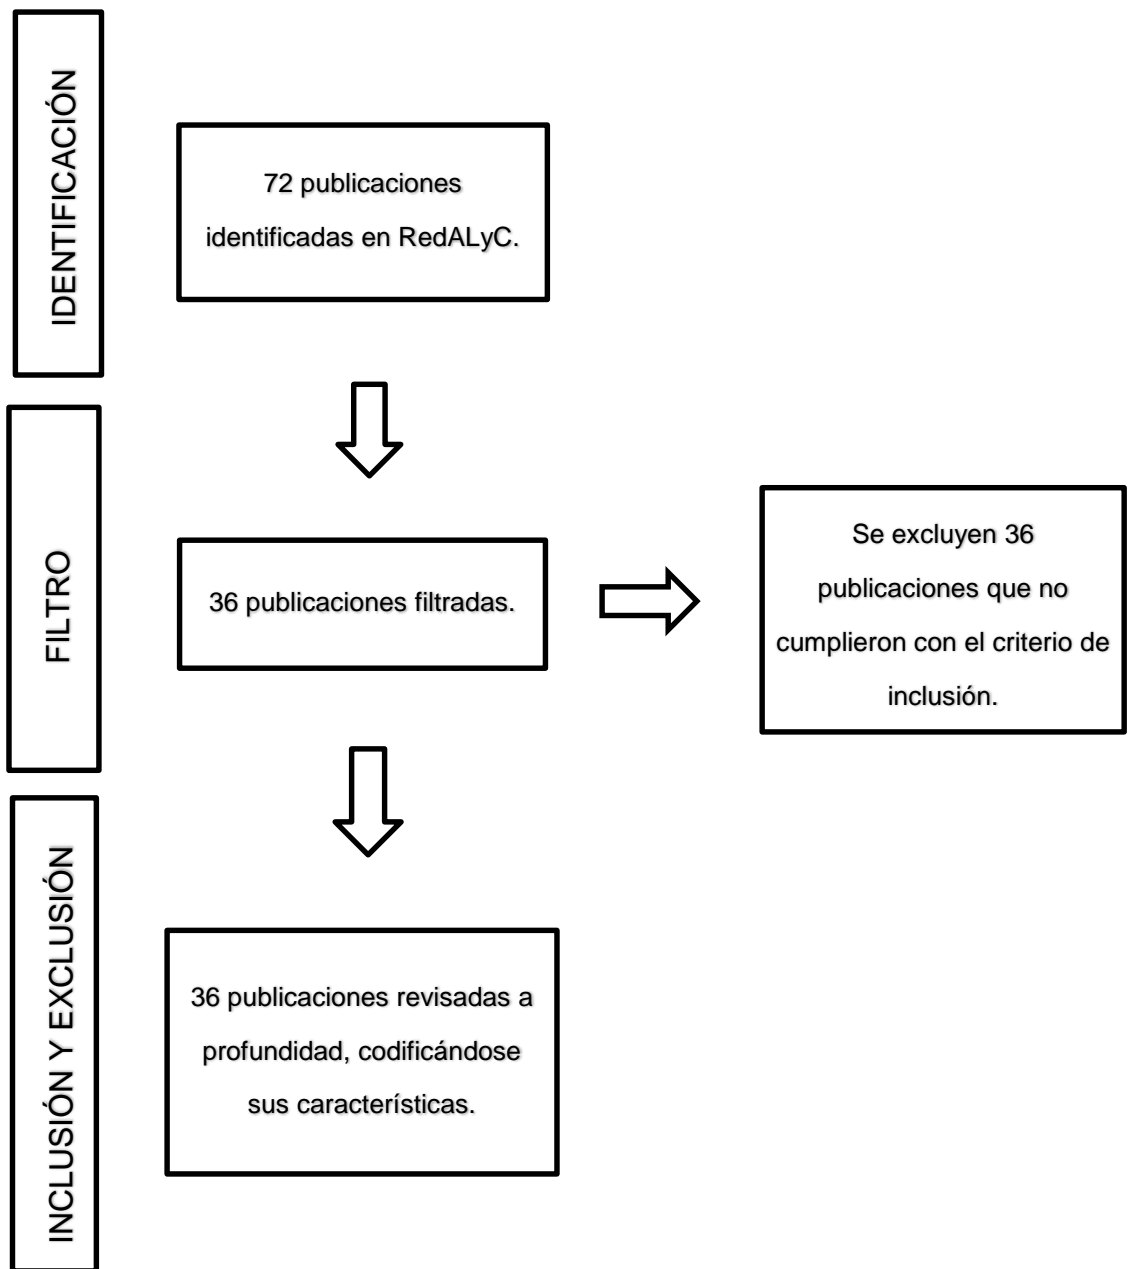 IDENTIFICACIÓN
72 publicaciones
identificadas en RedALyC.
FILTRO
36 publicaciones filtradas.
Se excluyen 36
publicaciones que no
cumplieron con el criterio de
inclusión.
INCLUSIÓN Y EXCLUSIÓN
36 publicaciones revisadas a
profundidad, codificándose
sus características.